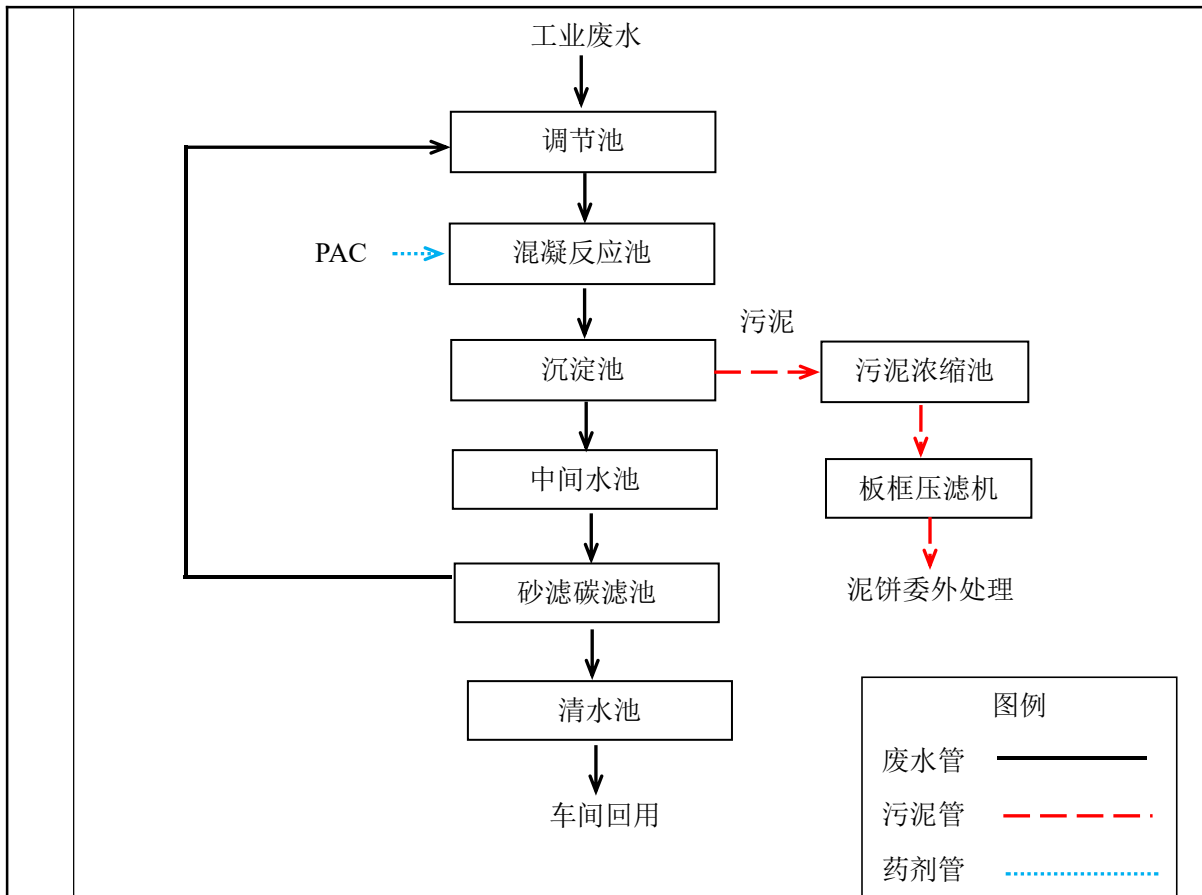 工业废水
调节池
PAC
混凝反应池
污泥
沉淀池
污泥浓缩池
中间水池
板框压滤机
砂滤碳滤池
泥饼委外处理
清水池
车间回用
图例
废水管
污泥管
药剂管